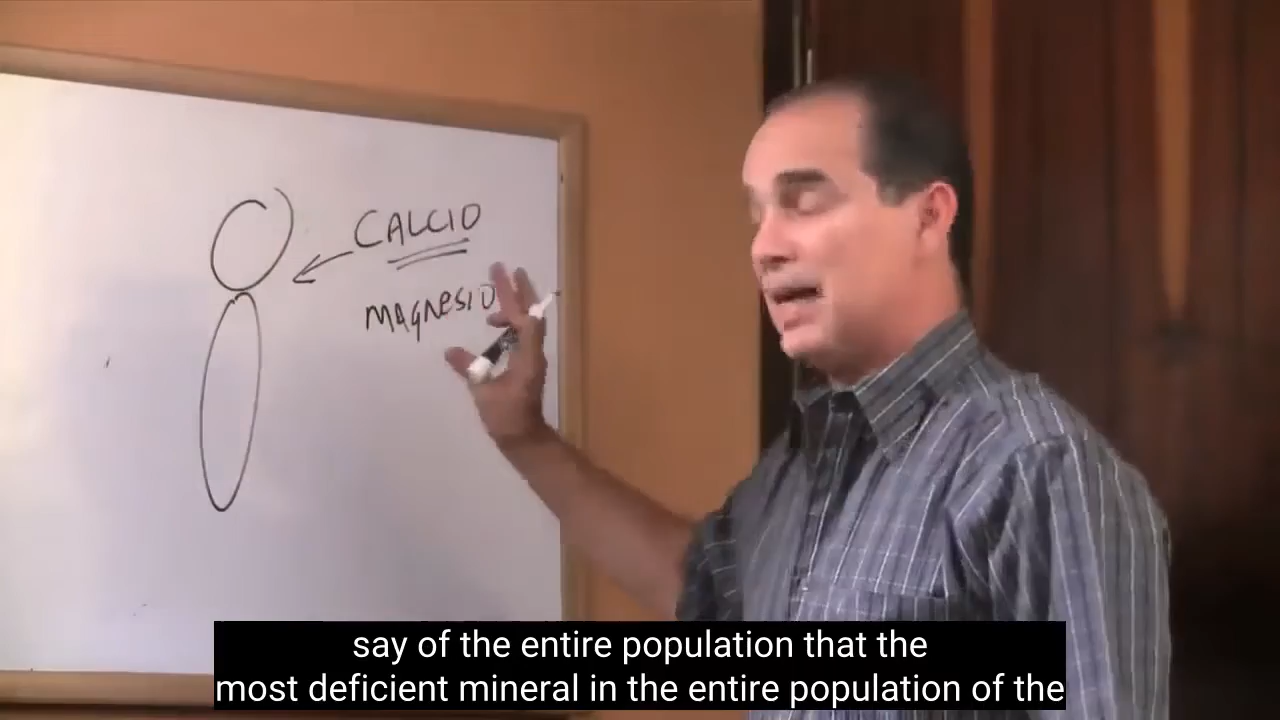 CALCIO
MAGNESIO
say of the entire population that the
most deficient mineral in the entire population of the